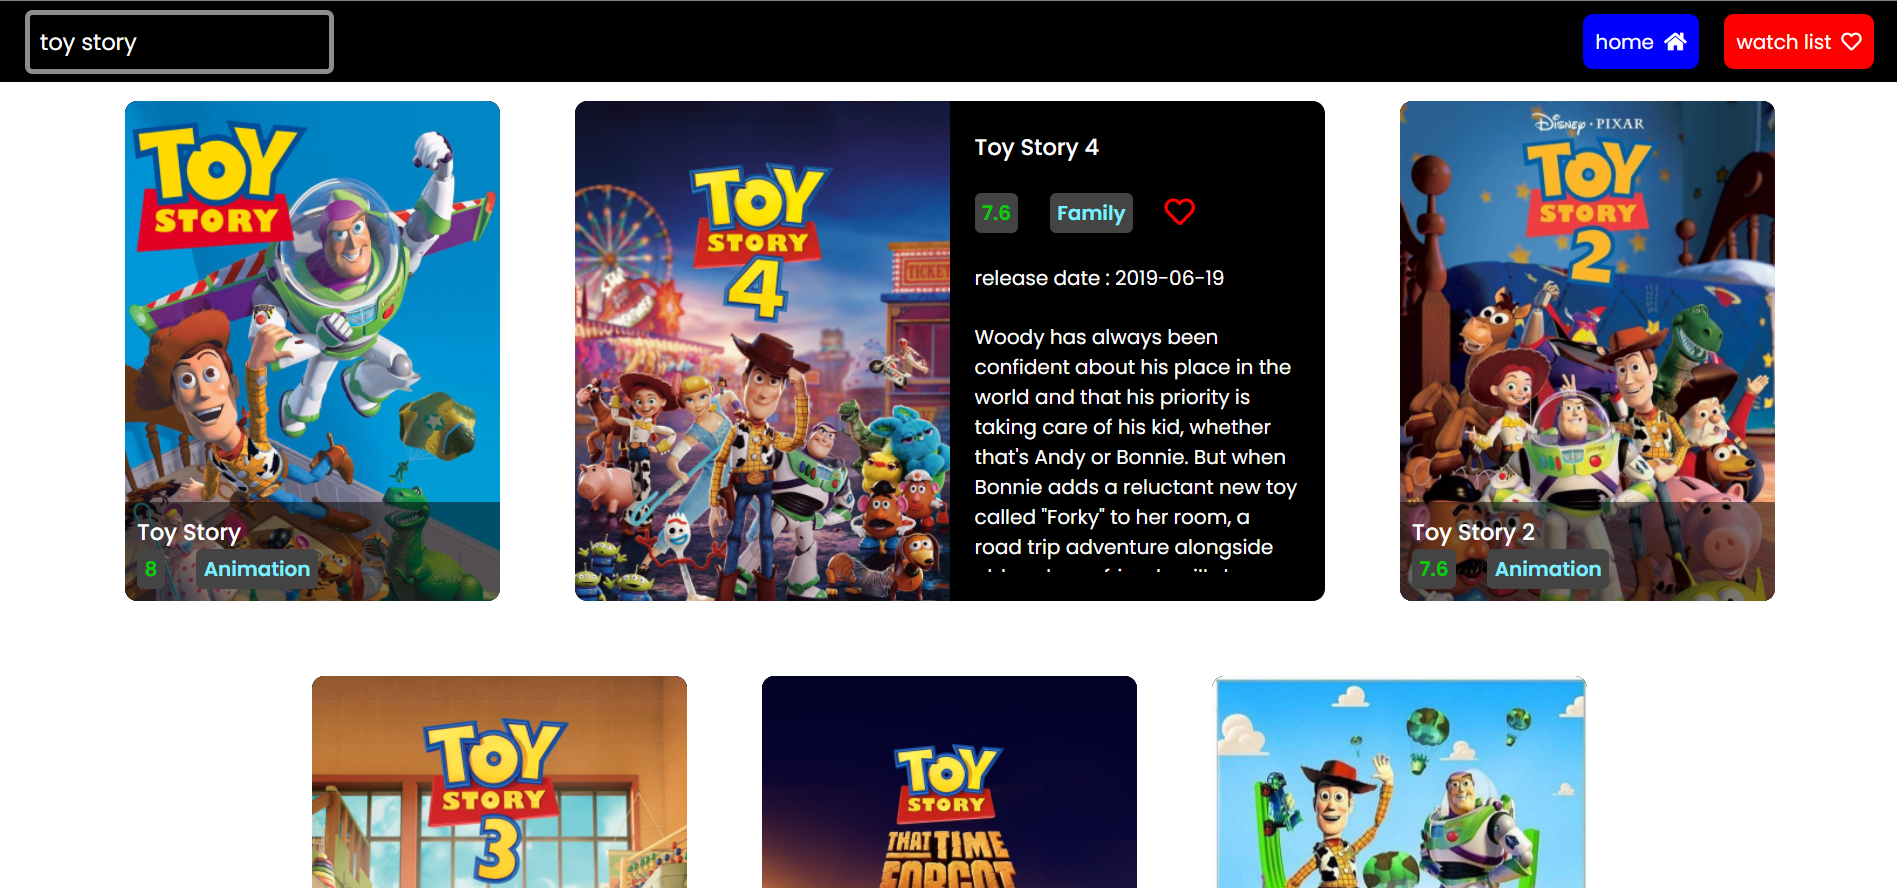 toy story
home
watch list
TOY
STORY
Toy Story
8 Animation
TOY
STORY
4
STAR
TICKET
Toy Story 4
7.6 Family
release date : 2019-06-19
Woody has always been
confident about his place in the
world and that his priority is
taking care of his kid, whether
that's Andy or Bonnie. But when
Bonnie adds a reluctant new toy
called "Forky" to her room, a
road trip adventure alongside
DISNEY · PIXAR
TOY
STORY
2
Toy Story 2
7.6 Animation
TOY
STORY
3
TOY
STORY
THAT TIME
FORGOT